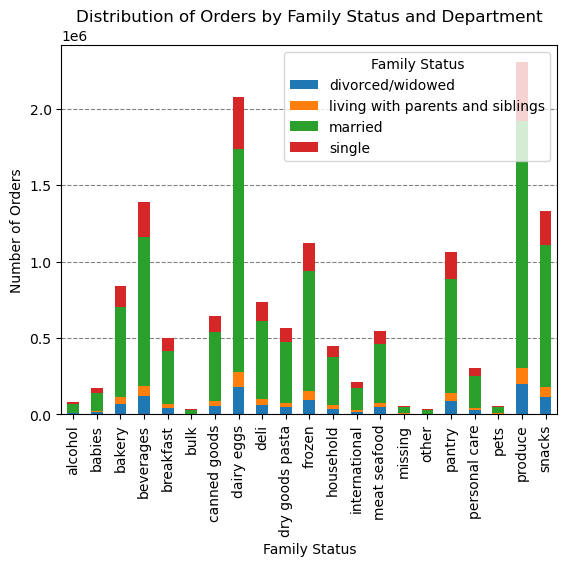 Distribution of Orders by Family Status and Department
1e6
Family Status
divorced/widowed
living with parents and siblings
married
single
2.0
1.5
1.0
0.5
0.0
Number of Orders
alcohol
babies
bakery
beverages
breakfast
bulk
canned goods
dairy eggs
deli
dry goods pasta
frozen
household
international
meat seafood
missing
other
pantry
personal care
pets
produce
snacks
Family Status